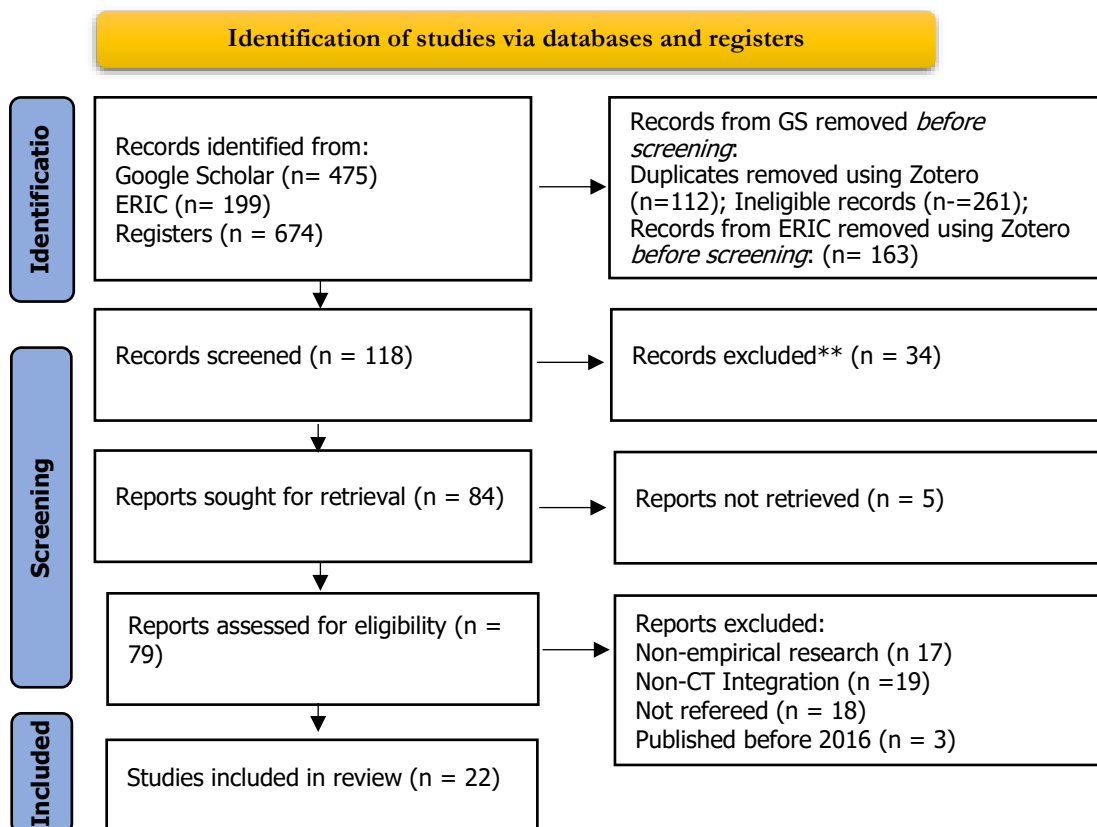 Identification of studies via databases and registers
Identificatio
Records identified from:
Google Scholar (n= 475)
ERIC (n= 199)
Registers (n = 674)
Records from GS removed before
screening:
Duplicates removed using Zotero
(n=112); Ineligible records (n-=261);
Records from ERIC removed using Zotero
before screening: (n= 163)
Screening
Records screened (n = 118)
Records excluded** (n = 34)
Reports sought for retrieval (n = 84)
Reports not retrieved (n = 5)
Reports assessed for eligibility (n =
79)
Reports excluded:
Non-empirical research (n 17)
Non-CT Integration (n =19)
Not refereed (n = 18)
Published before 2016 (n = 3)
Included
Studies included in review (n = 22)